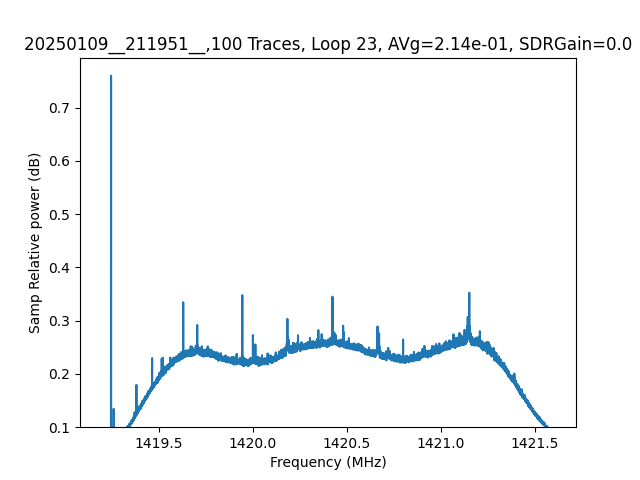 20250109__211951__,100 Traces, Loop 23, AVg=2.14e-01, SDRGain=0.0
0.7
0.6
0.5
0.4
0.3
0.2
0.1
Samp Relative power (dB)
1419.5 1420.0 1420.5 1421.0 1421.5
Frequency (MHz)